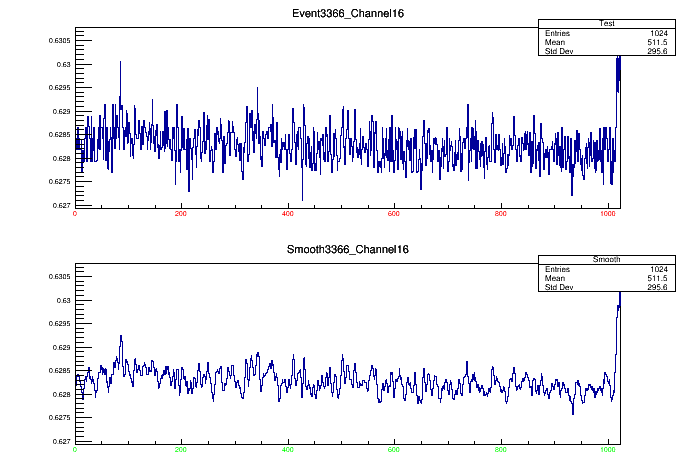 Event3366_Channel16
Test
Entries 1024
Mean 511.5
Std Dev 295.6
0.6305
0.63
0.6295
0.629
0.6285
0.628
0.6275
0.627
0 200 400 600 800 1000
Smooth3366_Channel16
Smooth
Entries 1024
Mean 511.5
Std Dev 295.6
0.6305
0.63
0.6295
0.629
0.6285
0.628
0.6275
0.627
0 200 400 600 800 1000